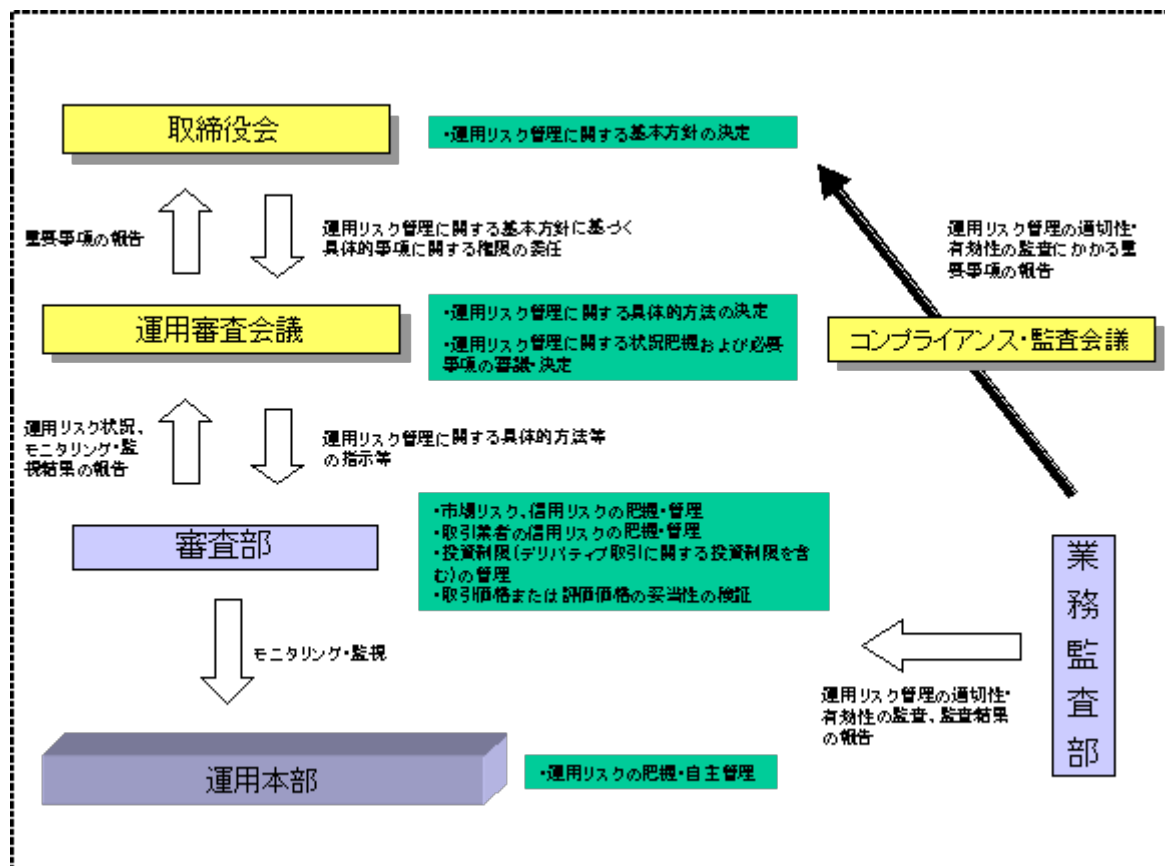 取締役会
・運用リスク管理に関する基本方針の決定
重要事項の報告
運用リスク管理に関する基本方針に基づく
具体的事項に関する権限の委任
運用リスク管理の適切性・
有効性の監査にかかる重
要事項の報告
運用審査会議
・運用リスク管理に関する具体的方法の決定
・運用リスク管理に関する状況把握および必要
事項の審議・決定
コンプライアンス・監査会議
運用リスク状況、
モニタリング・監
視結果の報告
運用リスク管理に関する具体的方法等
の指示等
審査部
・市場リスク、信用リスクの把握・管理
・取引業者の信用リスクの把握・管理
・投資制限(デリバティブ取引に関する投資制限を含
む)の管理
・取引価格または評価価格の妥当性の検証
業務監査部
モニタリング・監視
運用リスク管理の適切性・
有効性の監査、監査結果
の報告
運用本部
・運用リスクの把握・自主管理